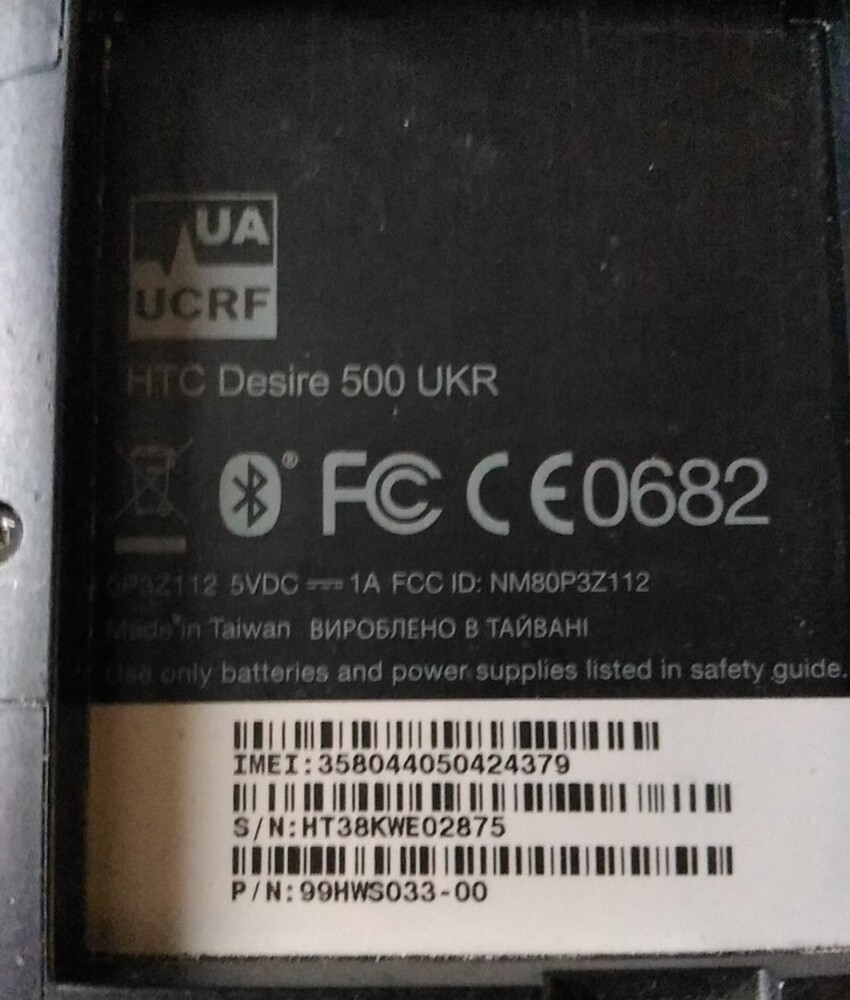 UA
UCRF
HTC Desire 500 UKR
® FC CE0682
0P3Z112 5VDC ⎓ 1A FCC ID: NM80P3Z112
Made in Taiwan ВИРОБЛЕНО В ТАЙВАНІ
Use only batteries and power supplies listed in safety guide.
IMEI:358044050424379
S/N:HT38KWE02875
P/N:99HWS033-00